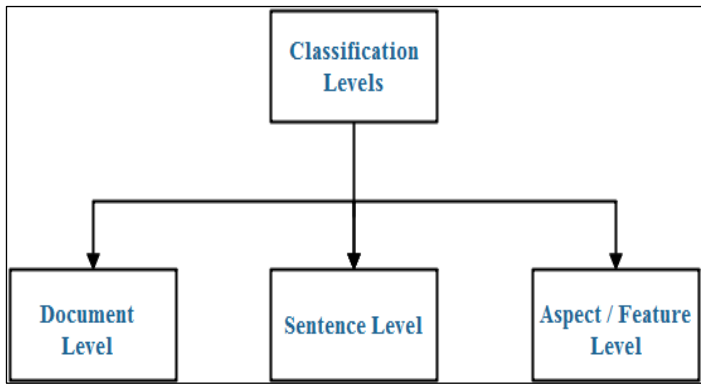 Classification
Levels
Document
Level
Sentence Level
Aspect / Feature
Level